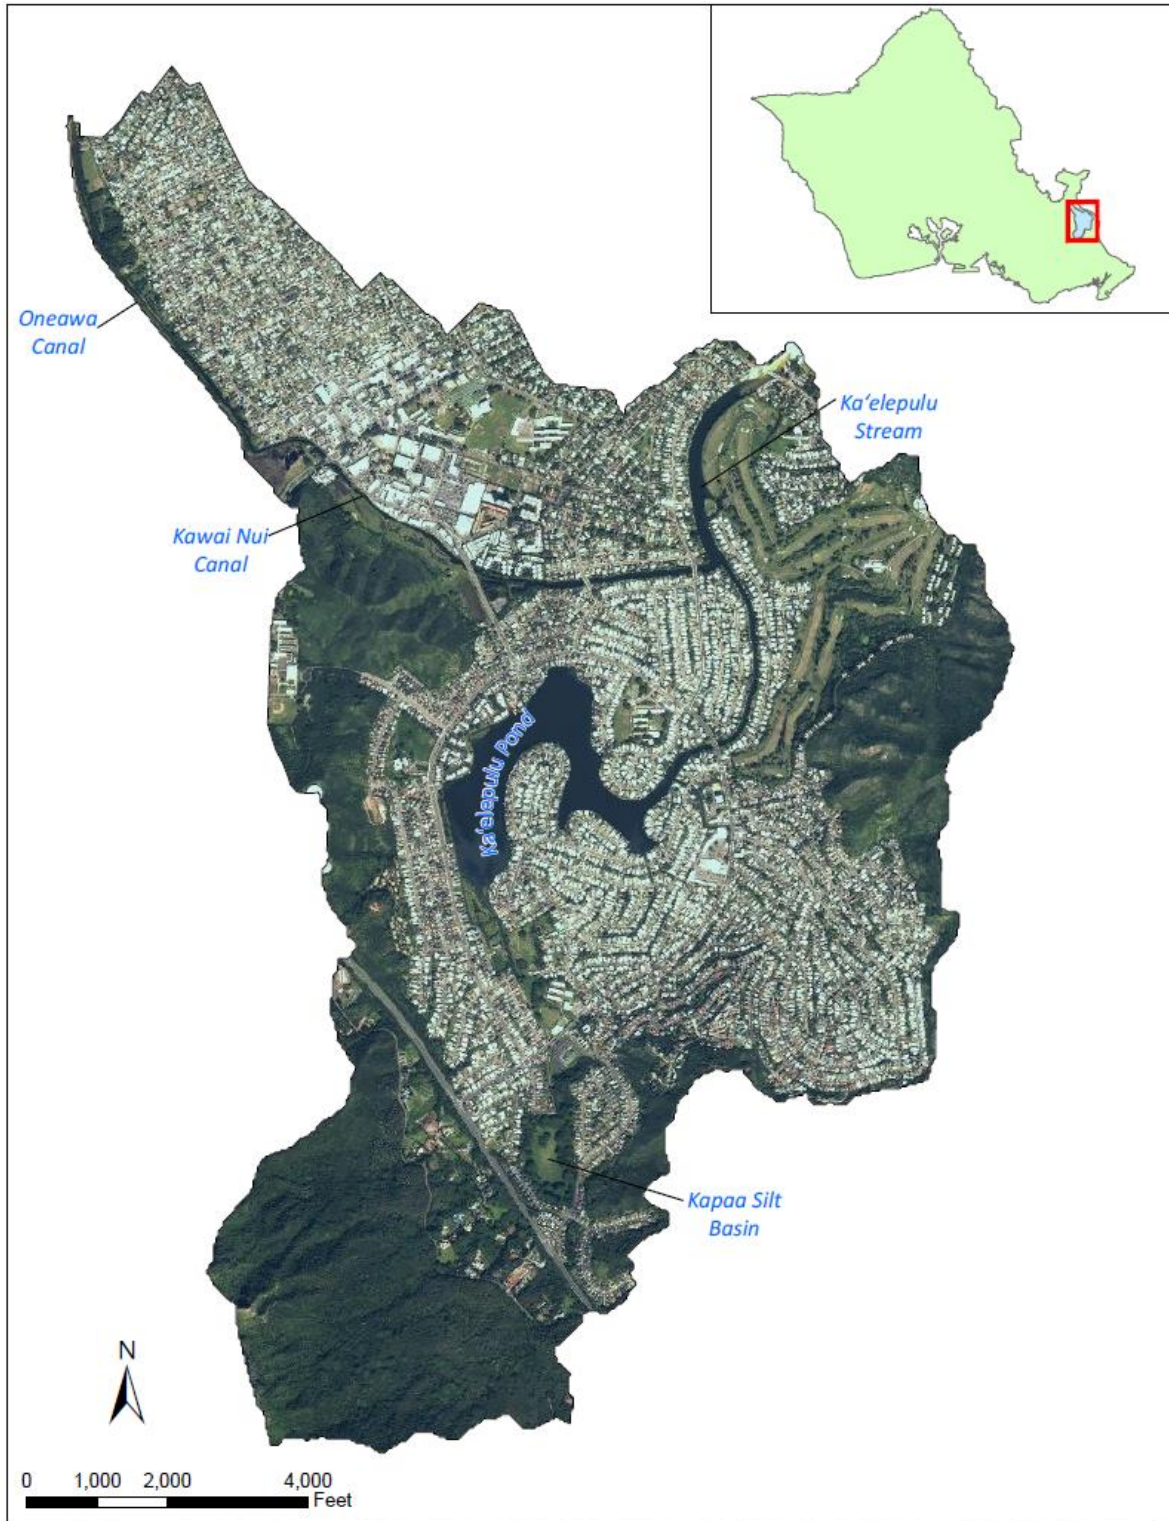 Oneawa
Canal
Ka‘elepulu
Stream
Kawai Nui
Canal
Ka‘elepulu Pond
Kapaa Silt
Basin
N
0 1,000 2,000 4,000
Feet